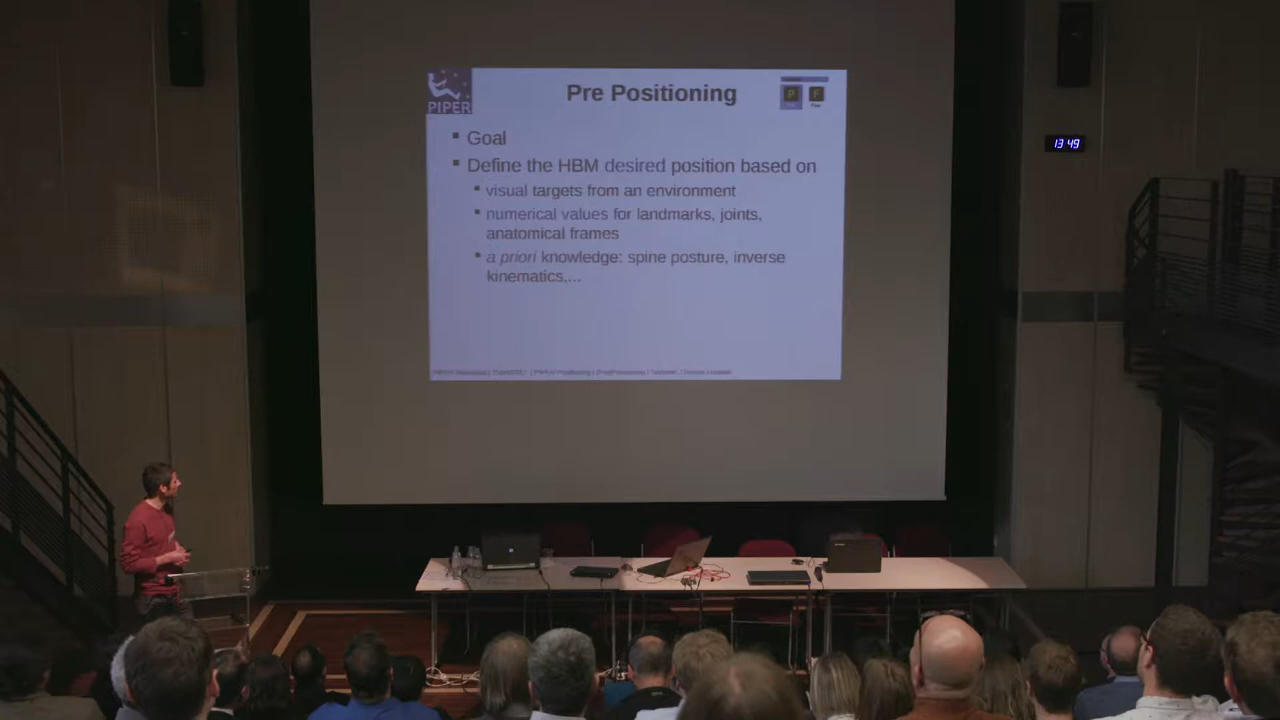 PIPER
Pre Positioning
P F
Goal
Define the HBM desired position based on
visual targets from an environment
numerical values for landmarks, joints,
anatomical frames
a priori knowledge: spine posture, inverse
kinematics,...
13 49